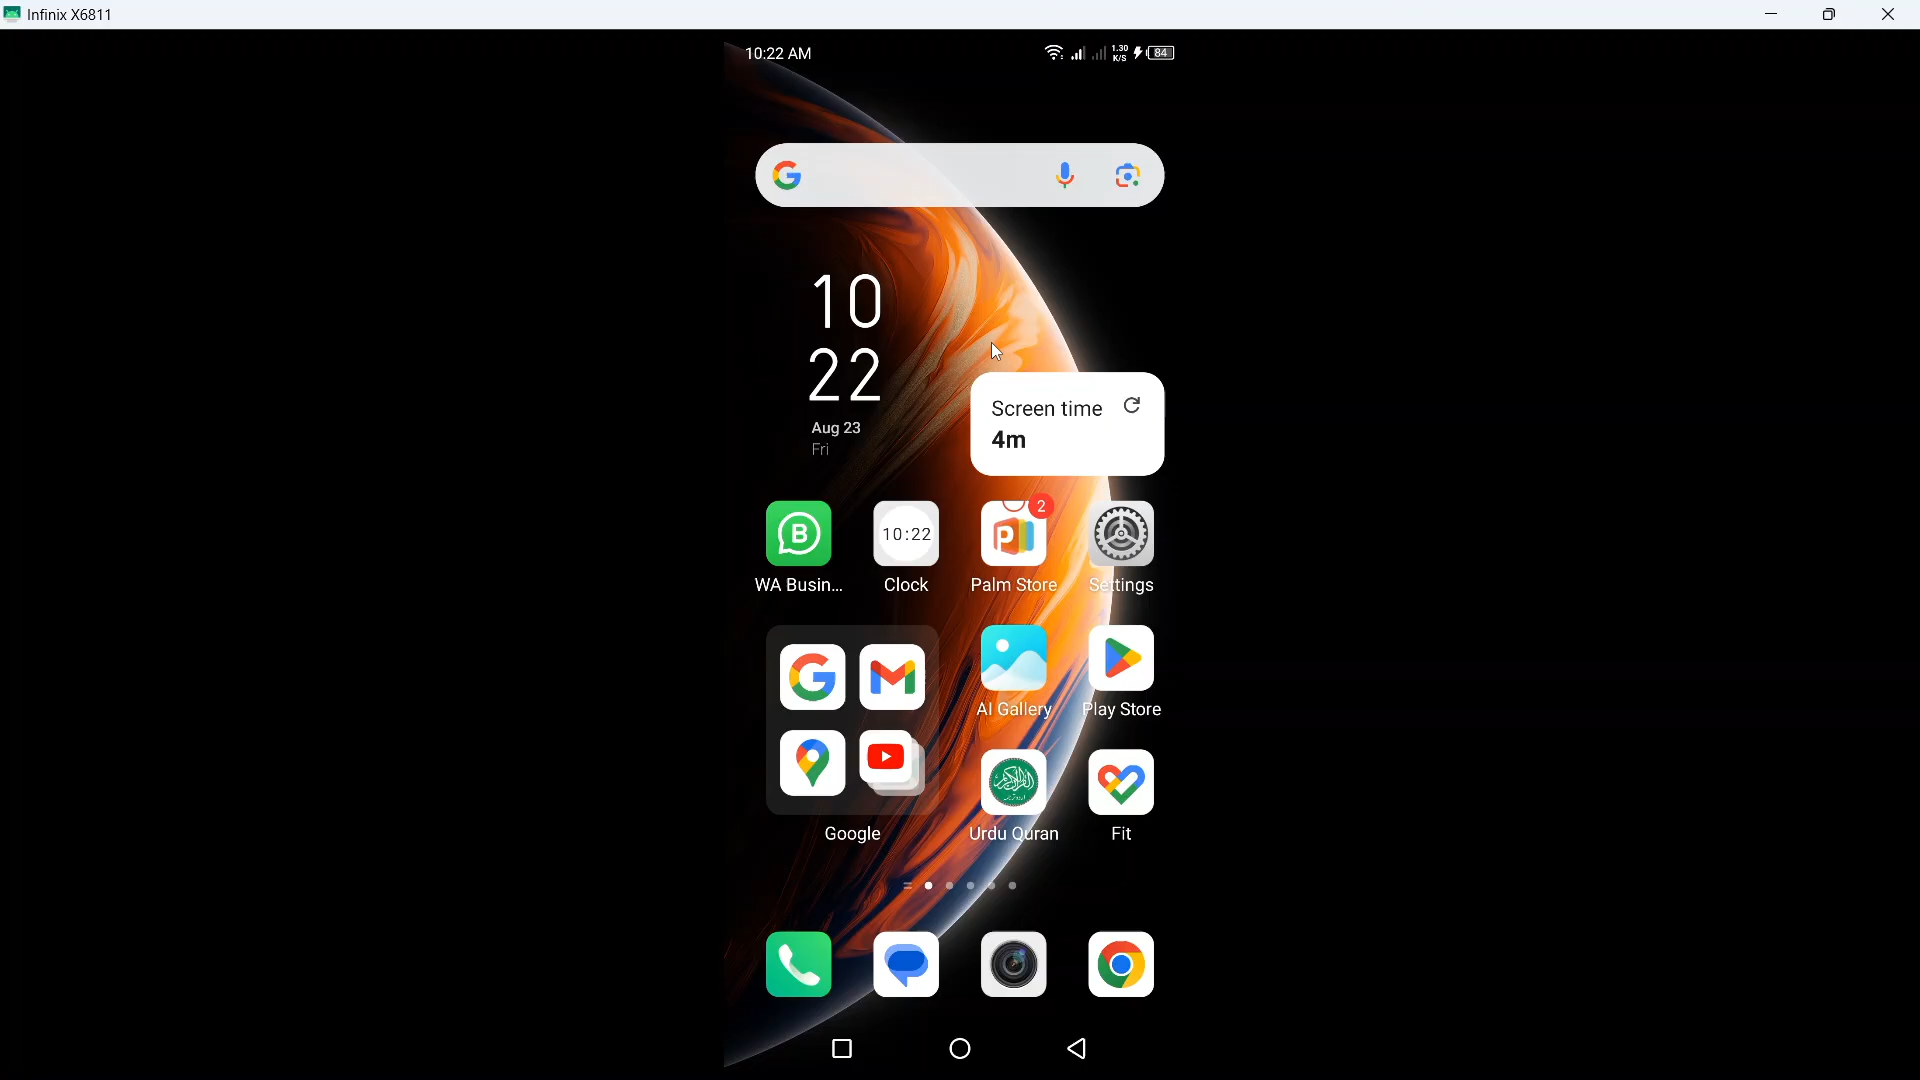 Infinix X6811
10:22 AM
1.30
K/S
84
10
22
Aug 23
Fri
Screen time
4m
B
10:22
P
2
WA Busin...
Clock
Palm Store
Settings
AI Gallery
Play Store
Google
Urdu Quran
Fit